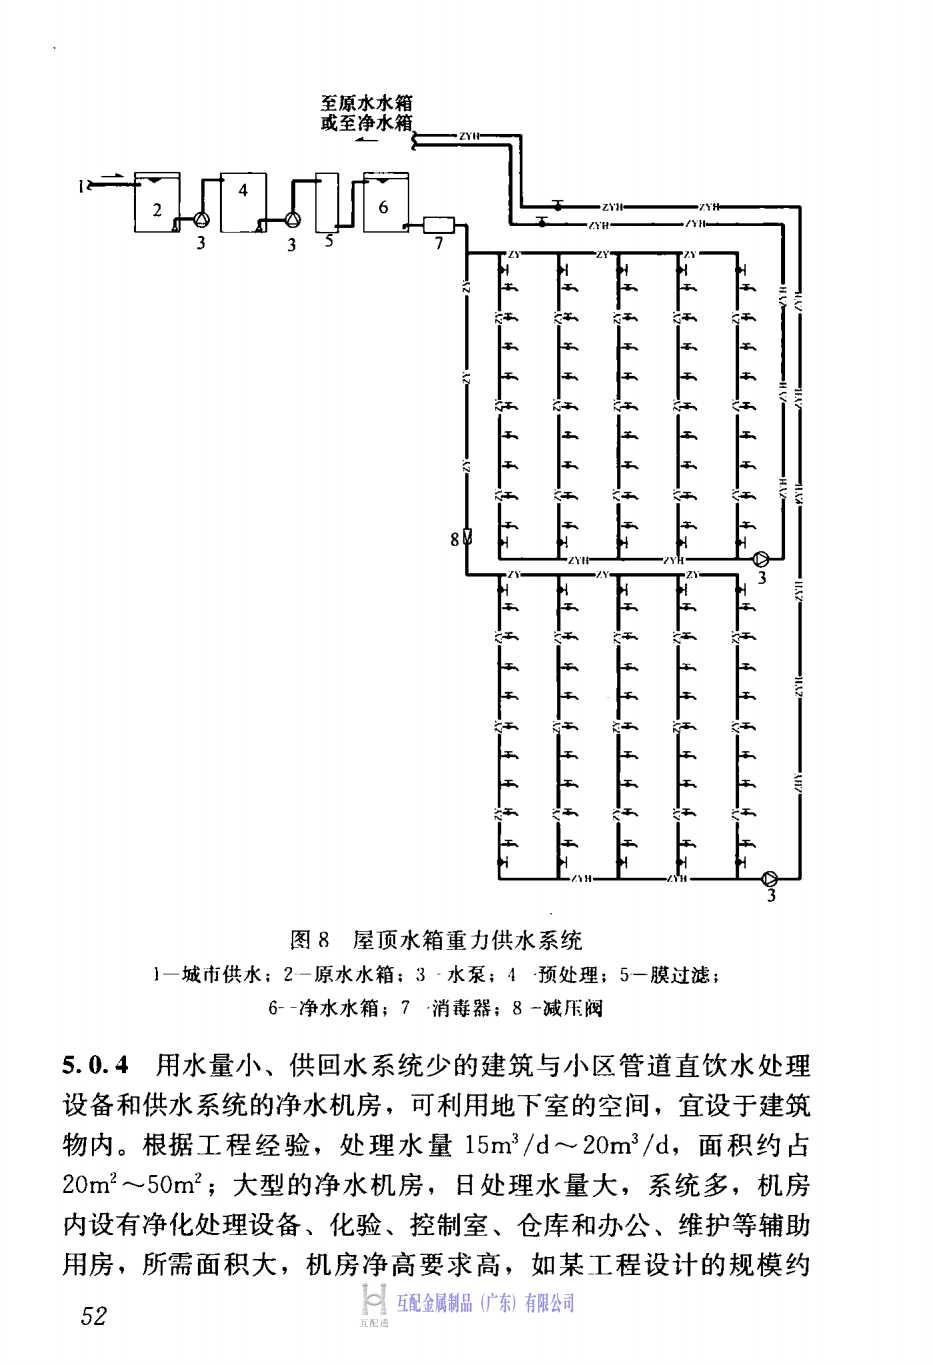 至原水水箱
或至净水箱
ZYH
1
2
3
4
3
5
6
7
ZYH ZYH
ZYH ZYH
ZY ZY ZY
ZY
ZY
ZY
8
ZYH ZYH
3
ZY ZY ZY
ZYH ZYH
3
图 8 屋顶水箱重力供水系统
1—城市供水；2—原水水箱；3 - 水泵；4 -预处理；5—膜过滤；
6--净水水箱；7 -消毒器；8 -减压阀
5.0.4 用水量小、供回水系统少的建筑与小区管道直饮水处理
设备和供水系统的净水机房，可利用地下室的空间，宜设于建筑
物内。根据工程经验，处理水量 15m³/d～20m³/d，面积约占
20m²～50m²；大型的净水机房，日处理水量大，系统多，机房
内设有净化处理设备、化验、控制室、仓库和办公、维护等辅助
用房，所需面积大，机房净高要求高，如某工程设计的规模约
52
互配通
互配金属制品（广东）有限公司